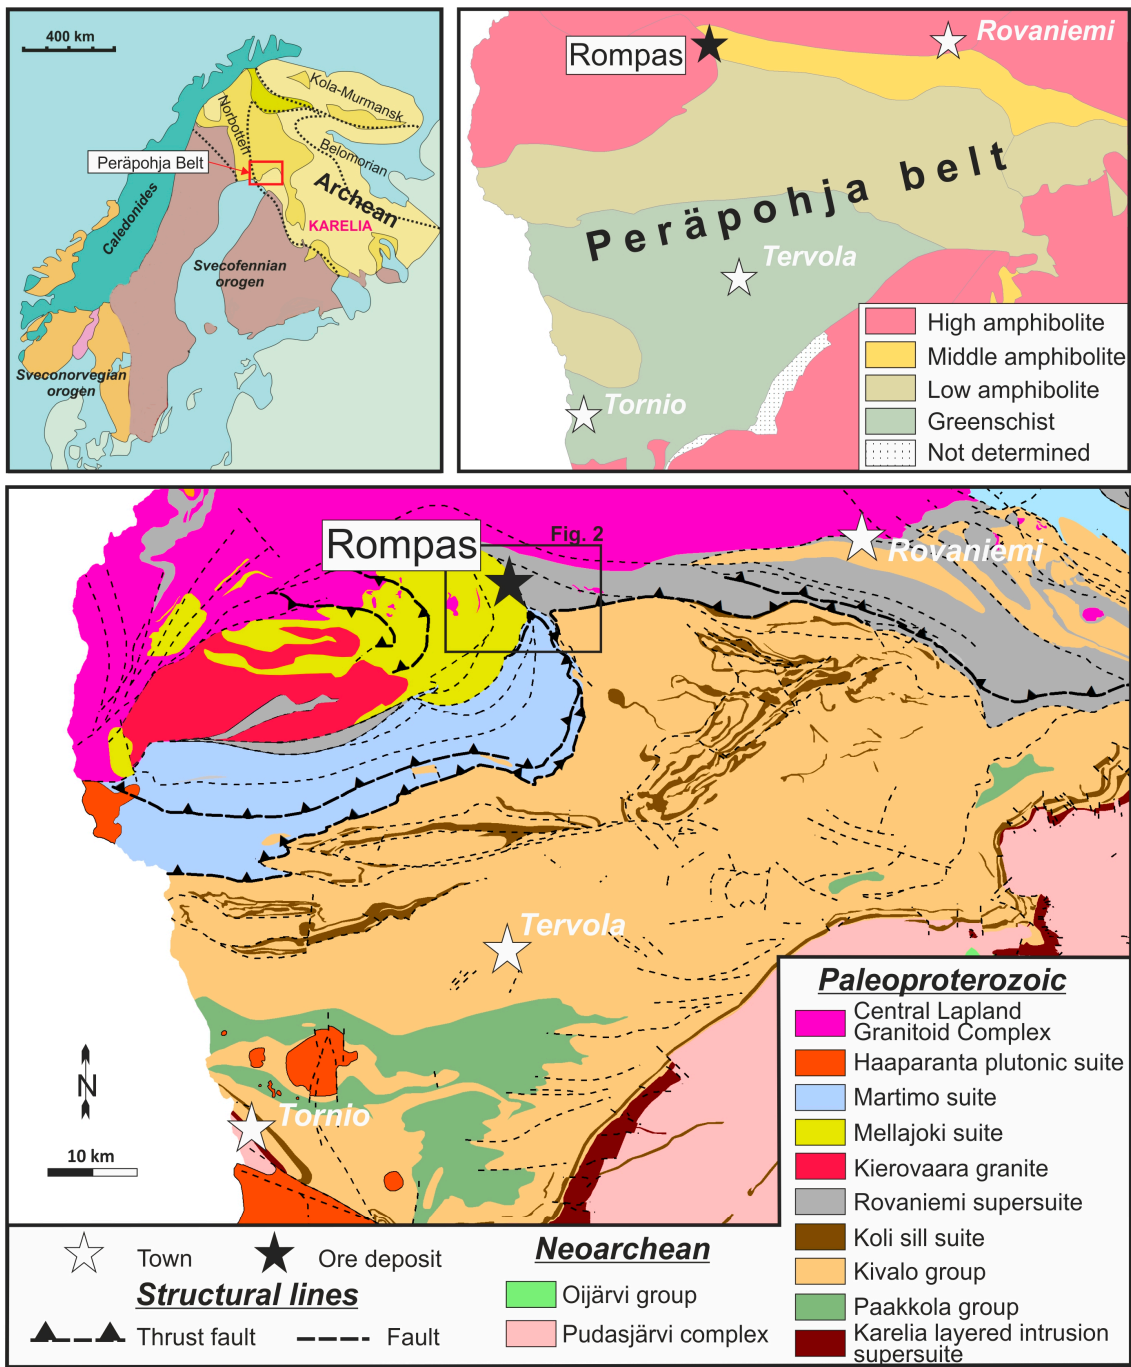 400 km
Kola-Murmansk
Norbotten
Belomorian
Peräpohja Belt
Archean
KARELIA
Caledonides
Svecofennian
orogen
Sveconorvegian
orogen
Rompas
Rovaniemi
Peräpohja belt
Tervola
Tornio
High amphibolite
Middle amphibolite
Low amphibolite
Greenschist
Not determined
Rompas
Fig. 2
Rovaniemi
Tervola
Tornio
N
10 km
Paleoproterozoic
Central Lapland
Granitoid Complex
Haaparanta plutonic suite
Martimo suite
Mellajoki suite
Kierovaara granite
Rovaniemi supersuite
Koli sill suite
Kivalo group
Paakkola group
Karelia layered intrusion
supersuite
Town
Ore deposit
Structural lines
Thrust fault
Fault
Neoarchean
Oijärvi group
Pudasjärvi complex